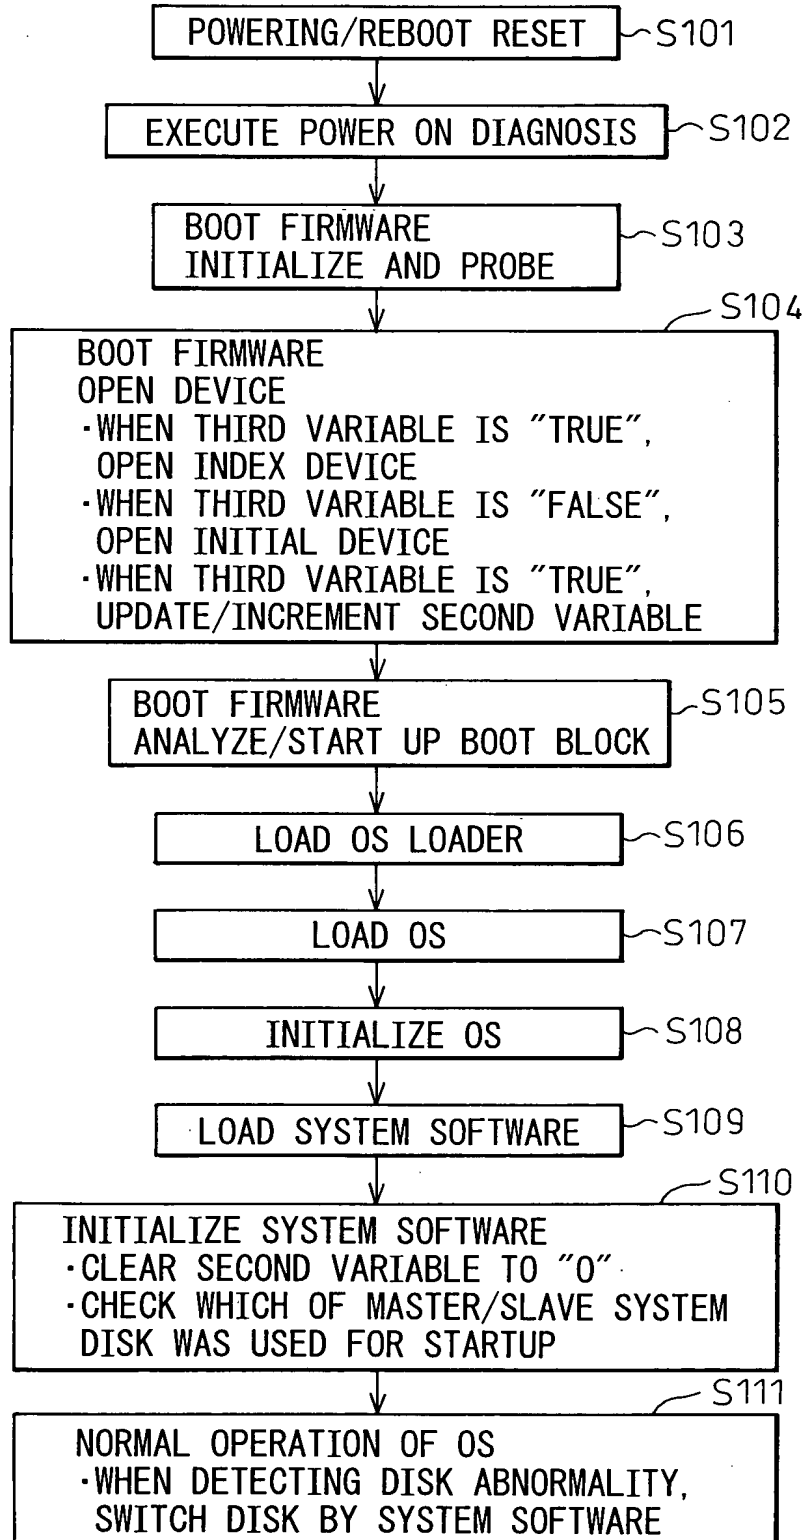 POWERING/REBOOT RESET S101
EXECUTE POWER ON DIAGNOSIS S102
BOOT FIRMWARE S103
INITIALIZE AND PROBE
S104
BOOT FIRMWARE
OPEN DEVICE
·WHEN THIRD VARIABLE IS "TRUE",
OPEN INDEX DEVICE
·WHEN THIRD VARIABLE IS "FALSE",
OPEN INITIAL DEVICE
·WHEN THIRD VARIABLE IS "TRUE",
UPDATE/INCREMENT SECOND VARIABLE
BOOT FIRMWARE S105
ANALYZE/START UP BOOT BLOCK
LOAD OS LOADER S106
LOAD OS S107
INITIALIZE OS S108
LOAD SYSTEM SOFTWARE S109
S110
INITIALIZE SYSTEM SOFTWARE
·CLEAR SECOND VARIABLE TO "0"
·CHECK WHICH OF MASTER/SLAVE SYSTEM
DISK WAS USED FOR STARTUP
S111
NORMAL OPERATION OF OS
·WHEN DETECTING DISK ABNORMALITY,
SWITCH DISK BY SYSTEM SOFTWARE